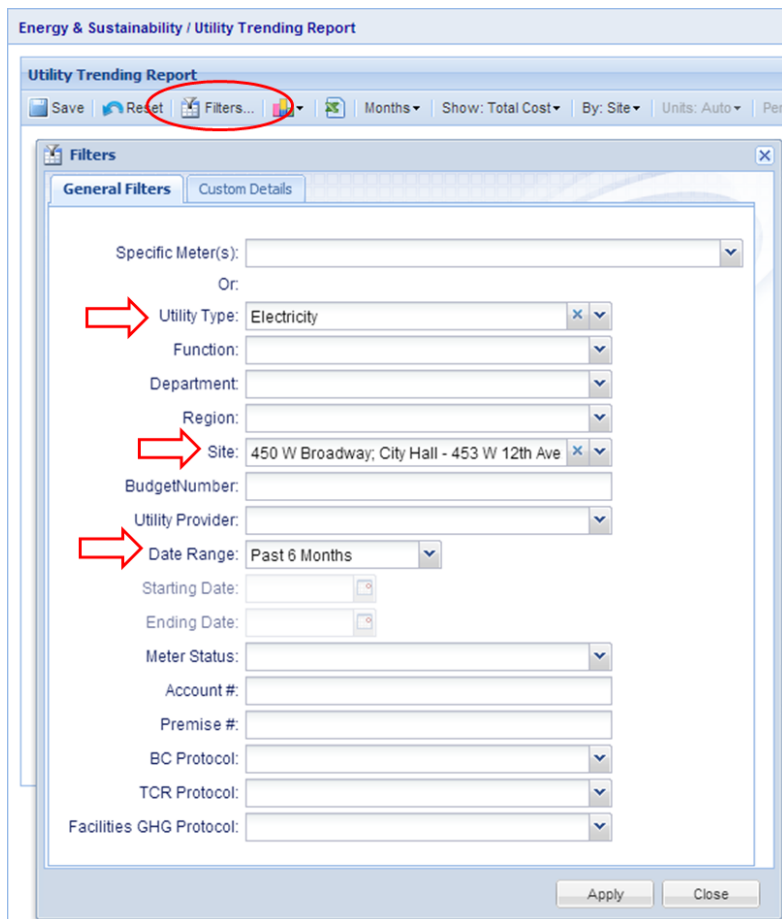 Energy & Sustainability / Utility Trending Report
Utility Trending Report
Save Reset Filters... Months Show: Total Cost By: Site Units: Auto Per
Filters
General Filters Custom Details
Specific Meter(s):
Or:
Utility Type: Electricity
Function:
Department:
Region:
Site: 450 W Broadway; City Hall - 453 W 12th Ave
BudgetNumber:
Utility Provider:
Date Range: Past 6 Months
Starting Date:
Ending Date:
Meter Status:
Account #:
Premise #:
BC Protocol:
TCR Protocol:
Facilities GHG Protocol:
Apply Close